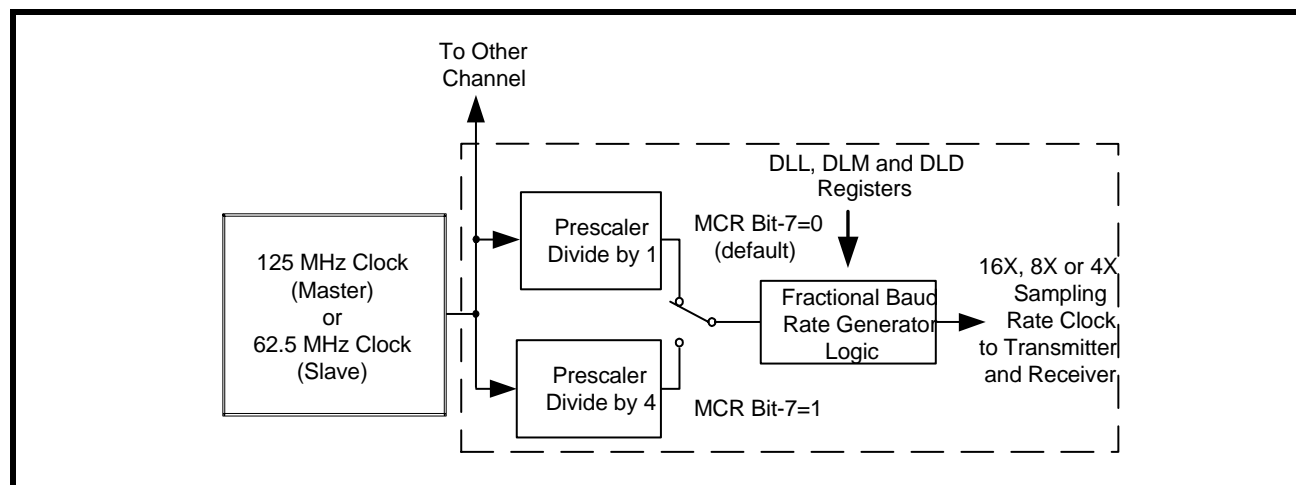 To Other
Channel
DLL, DLM and DLD
Registers
125 MHz Clock
(Master)
or
62.5 MHz Clock
(Slave)
Prescaler
Divide by 1
MCR Bit-7=0
(default)
Fractional Baud
Rate Generator
Logic
16X, 8X or 4X
Sampling
Rate Clock
to Transmitter
and Receiver
Prescaler
Divide by 4
MCR Bit-7=1